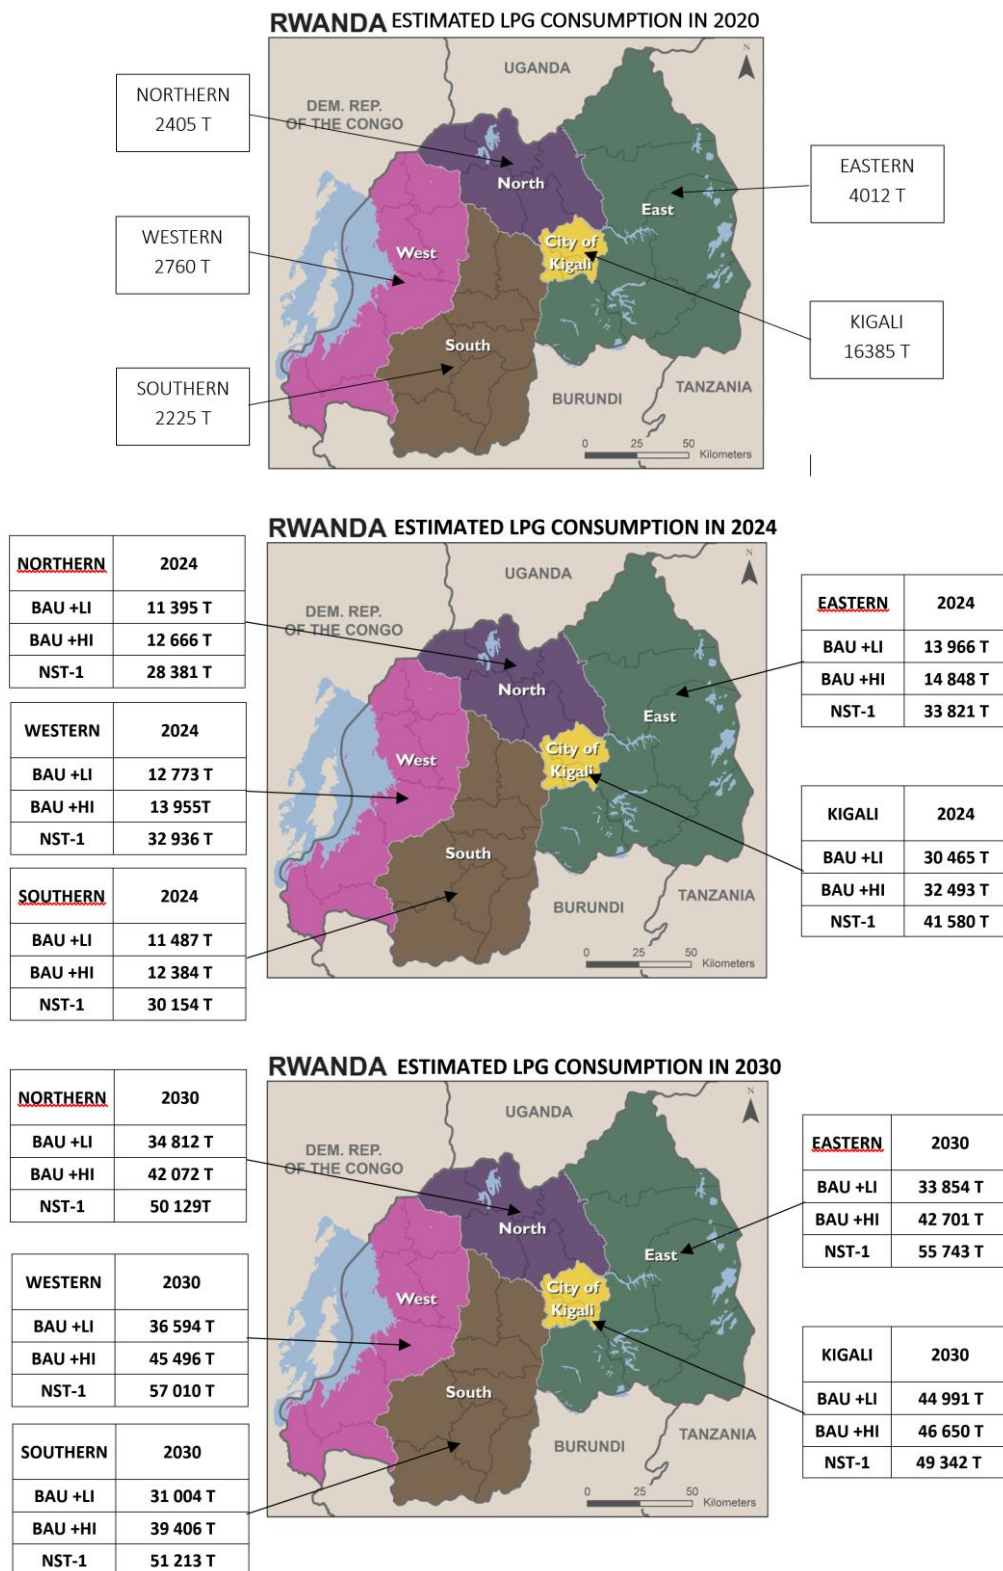 RWANDA ESTIMATED LPG CONSUMPTION IN 2020
NORTHERN
2405 T
WESTERN
2760 T
SOUTHERN
2225 T
EASTERN
4012 T
KIGALI
16385 T
UGANDA
DEM. REP.
OF THE CONGO
North
East
West
City of
Kigali
South
BURUNDI
TANZANIA
N
0 25 50
Kilometers
RWANDA ESTIMATED LPG CONSUMPTION IN 2024
NORTHERN 2024
BAU +LI 11 395 T
BAU +HI 12 666 T
NST-1 28 381 T
WESTERN 2024
BAU +LI 12 773 T
BAU +HI 13 955T
NST-1 32 936 T
SOUTHERN 2024
BAU +LI 11 487 T
BAU +HI 12 384 T
NST-1 30 154 T
EASTERN 2024
BAU +LI 13 966 T
BAU +HI 14 848 T
NST-1 33 821 T
KIGALI 2024
BAU +LI 30 465 T
BAU +HI 32 493 T
NST-1 41 580 T
UGANDA
DEM. REP.
OF THE CONGO
North
East
West
City of
Kigali
South
BURUNDI
TANZANIA
N
0 25 50
Kilometers
RWANDA ESTIMATED LPG CONSUMPTION IN 2030
NORTHERN 2030
BAU +LI 34 812 T
BAU +HI 42 072 T
NST-1 50 129T
WESTERN 2030
BAU +LI 36 594 T
BAU +HI 45 496 T
NST-1 57 010 T
SOUTHERN 2030
BAU +LI 31 004 T
BAU +HI 39 406 T
NST-1 51 213 T
EASTERN 2030
BAU +LI 33 854 T
BAU +HI 42 701 T
NST-1 55 743 T
KIGALI 2030
BAU +LI 44 991 T
BAU +HI 46 650 T
NST-1 49 342 T
UGANDA
DEM. REP.
OF THE CONGO
North
East
West
City of
Kigali
South
BURUNDI
TANZANIA
N
0 25 50
Kilometers